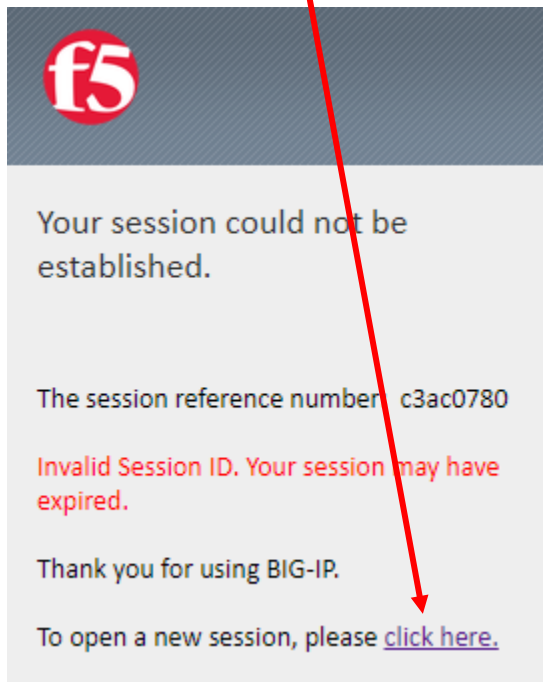 f5
Your session could not be
established.
The session reference number: c3ac0780
Invalid Session ID. Your session may have
expired.
Thank you for using BIG-IP.
To open a new session, please click here.